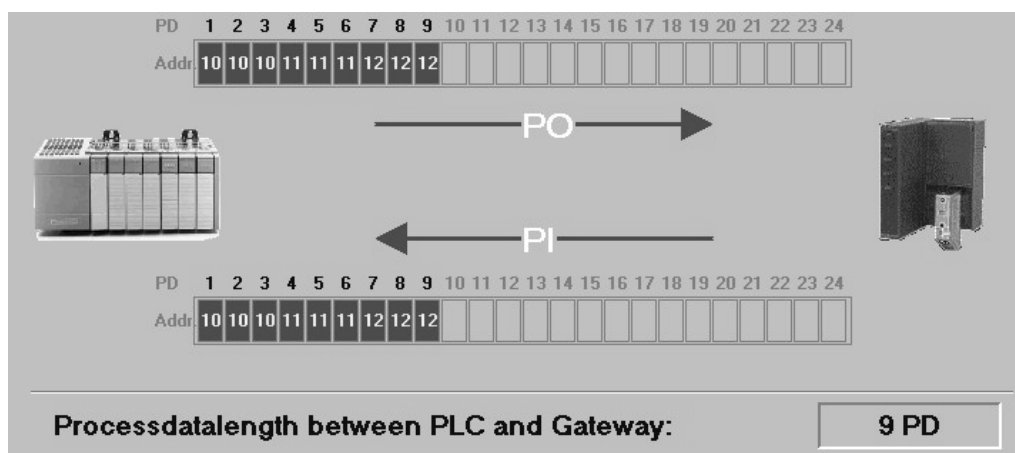 PD 1 2 3 4 5 6 7 8 9 10 11 12 13 14 15 16 17 18 19 20 21 22 23 24
Addr. 10 10 10 11 11 11 12 12 12
PO
PI
PD 1 2 3 4 5 6 7 8 9 10 11 12 13 14 15 16 17 18 19 20 21 22 23 24
Addr. 10 10 10 11 11 11 12 12 12
Processdatalength between PLC and Gateway: 9 PD